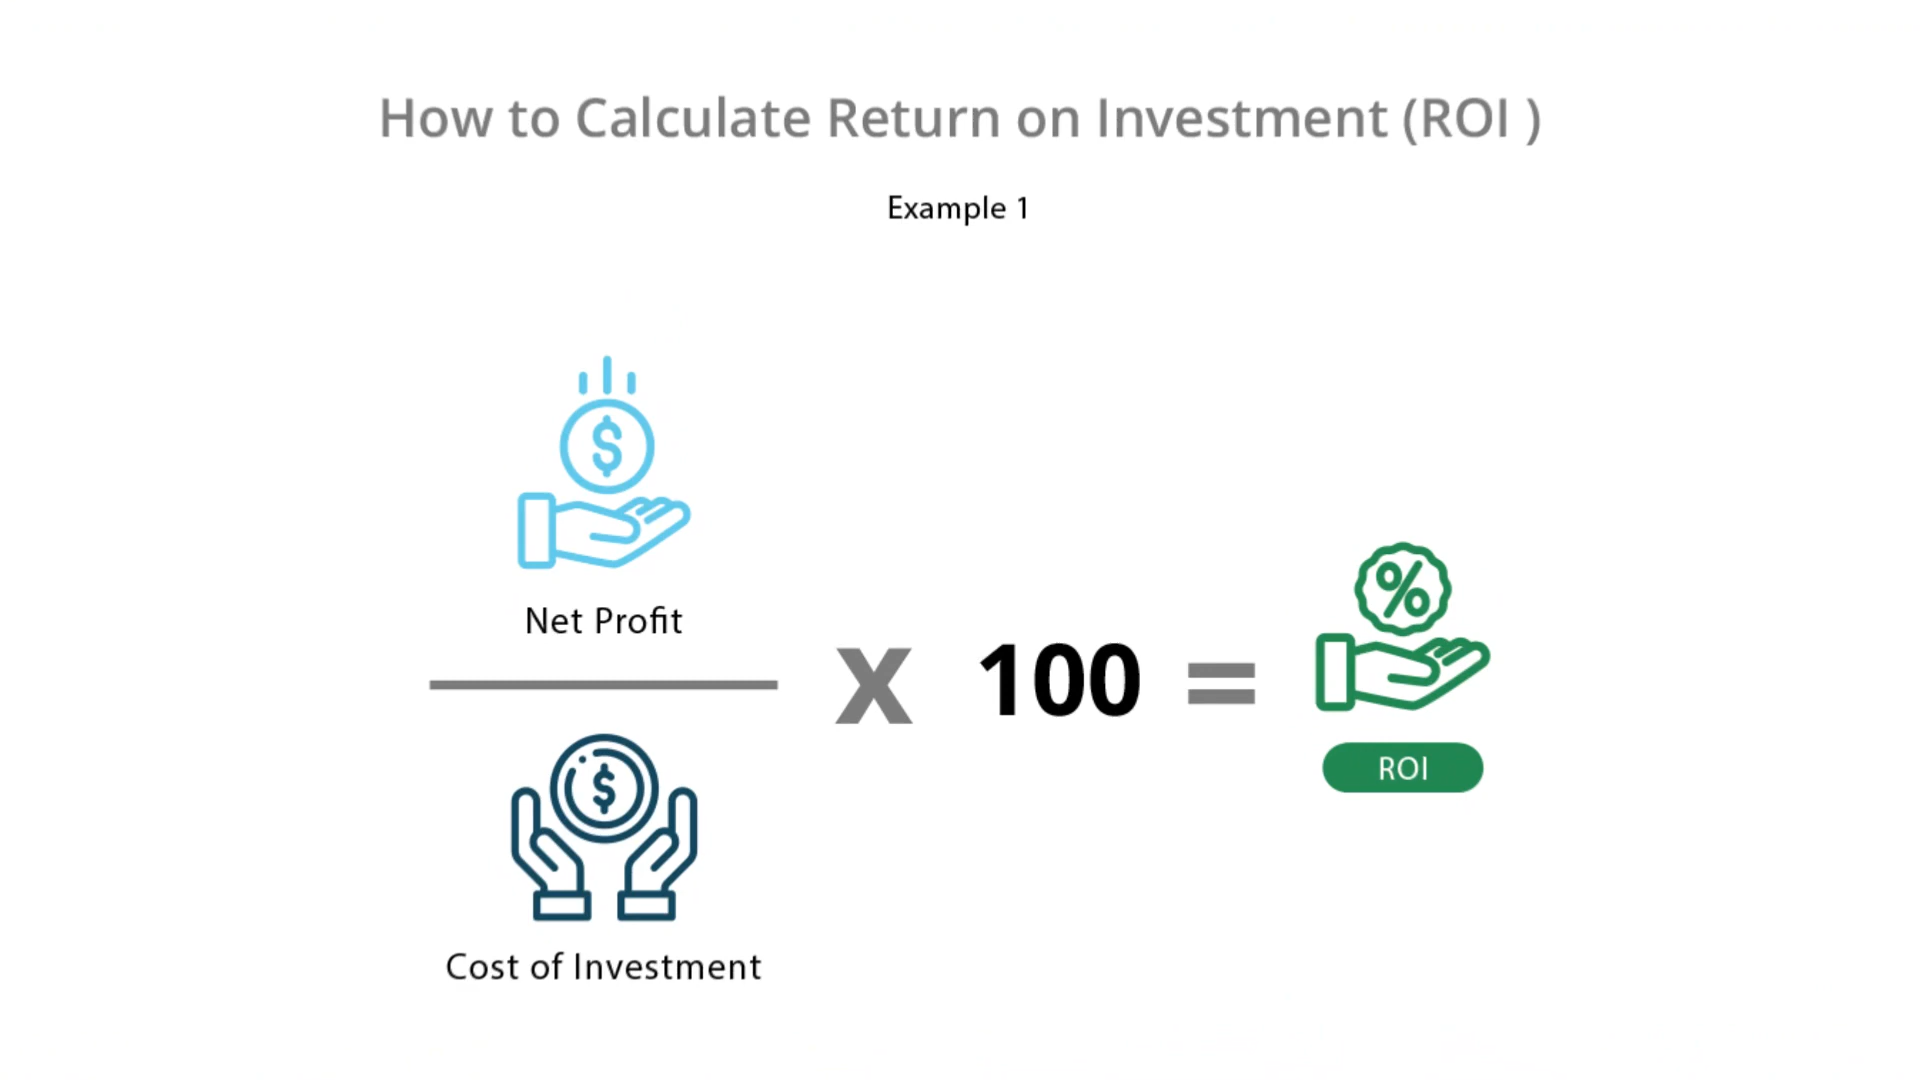 How to Calculate Return on Investment (ROI )
Example 1
$
Net Profit
X 100 =
%
ROI
$
Cost of Investment